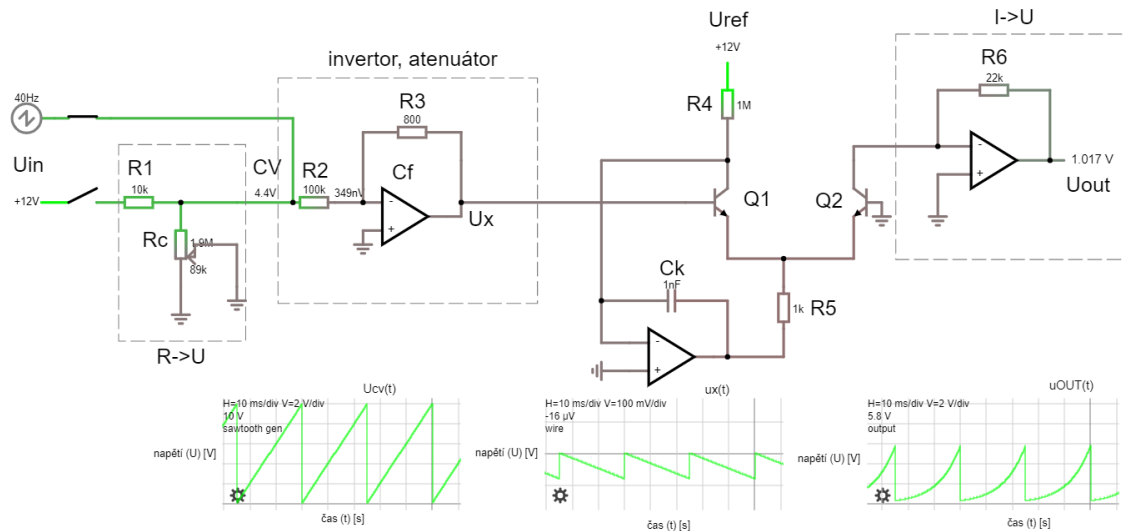 Uref
+12V
I->U
invertor, atenuátor
R6
22k
40Hz
R3
800
R4
1M
Uin
R1
10k
CV
4.4V
R2
100k
349nV
Cf
-
+
Ux
Q1
Q2
-
+
1.017 V
Uout
+12V
Rc
1.9M
89k
Ck
1nF
R5
1k
-
+
R->U
Ucv(t)
H=10 ms/div V=2 V/div
10 V
sawtooth gen
napětí (U) [V]
čas (t) [s]
ux(t)
H=10 ms/div V=100 mV/div
-16 µV
wire
napětí (U) [V]
čas (t) [s]
uOUT(t)
H=10 ms/div V=2 V/div
5.8 V
output
napětí (U) [V]
čas (t) [s]